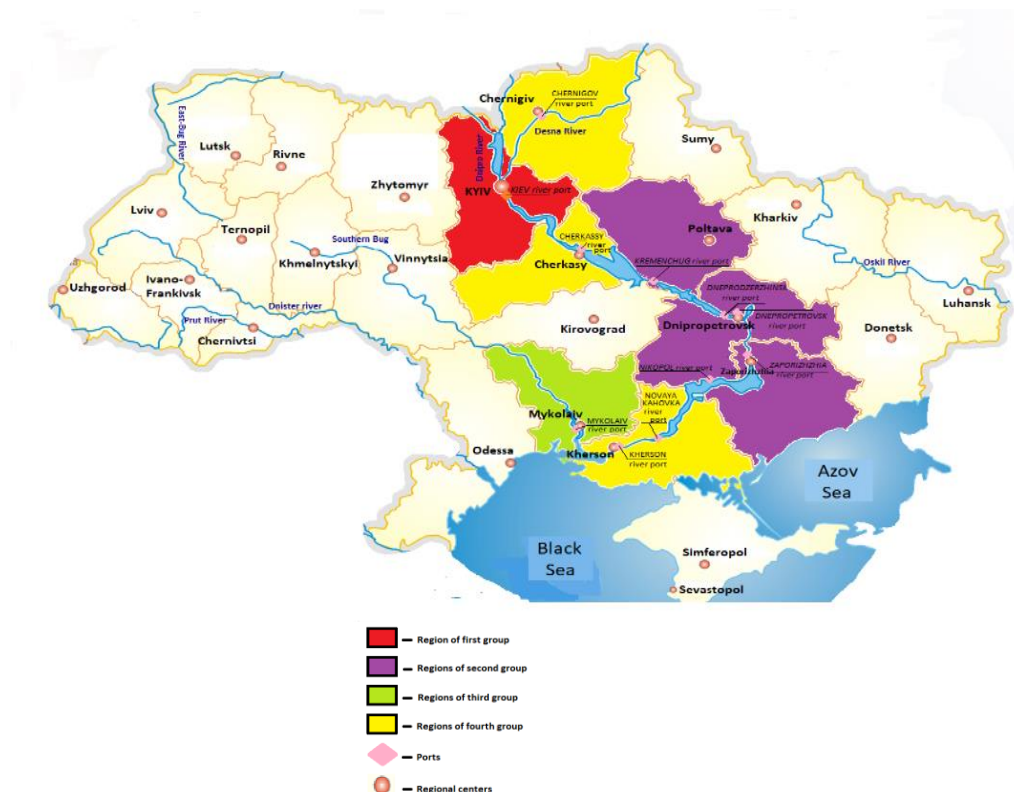 Chernigiv
CHERNIGOV
river port
Desna River
East-Bug River
Lutsk
Rivne
Sumy
Dnipro River
Zhytomyr
KYIV
KIEV river port
Lviv
Kharkiv
Ternopil
Poltava
Southern Bug
CHERKASSY
river
port
Khmelnytskyi
Vinnytsia
Cherkasy
KREMENCHUG river port
Oskil River
Uzhgorod
Ivano-
Frankivsk
DNEPRODZERZHINSK
river port
Luhansk
Dnister river
Prut River
Chernivtsi
Kirovograd
Dnipropetrovsk
DNEPROPETROVSK
river port
Donetsk
NIKOPOL river port
Zaporizhzhia
ZAPORIZHZHIA
river port
NOVAYA
KAHOVKA
river
port
Mykolaiv
MYKOLAIV
river port
Odessa
Kherson
KHERSON
river port
Azov
Sea
Black
Sea
Simferopol
Sevastopol
– Region of first group
– Regions of second group
– Regions of third group
– Regions of fourth group
– Ports
– Regional centers